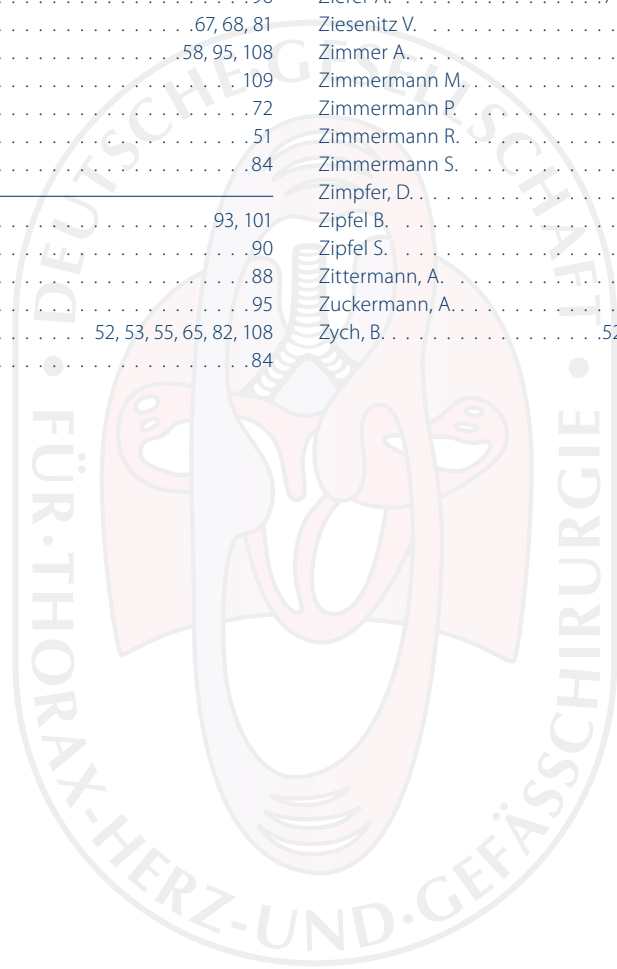 . . . . . . . . . . . . . . . . . . 67, 68, 81
. . . . . . . . . . . . . . . . . 58, 95, 108
. . . . . . . . . . . . . . . . . . . . . . 109
. . . . . . . . . . . . . . . . . . . . . . . 72
. . . . . . . . . . . . . . . . . . . . . . . 51
. . . . . . . . . . . . . . . . . . . . . . . 84
. . . . . . . . . . . . . . . . . . . . 93, 101
. . . . . . . . . . . . . . . . . . . . . . . 90
. . . . . . . . . . . . . . . . . . . . . . . 88
. . . . . . . . . . . . . . . . . . . . . . . 95
. . . . . . . . . 52, 53, 55, 65, 82, 108
. . . . . . . . . . . . . . . . . . . . . . . 84
Ziesenitz V. . . . . . . . . . . . . . . . .
Zimmer A. . . . . . . . . . . . . . . . . .
Zimmermann M. . . . . . . . . . . . .
Zimmermann P. . . . . . . . . . . . . .
Zimmermann R. . . . . . . . . . . . . .
Zimmermann S. . . . . . . . . . . . . .
Zimpfer, D. . . . . . . . . . . . . . . . .
Zipfel B. . . . . . . . . . . . . . . . . . .
Zipfel S. . . . . . . . . . . . . . . . . . .
Zittermann, A. . . . . . . . . . . . . . .
Zuckermann, A. . . . . . . . . . . . . .
Zych, B. . . . . . . . . . . . . . . . . . 52
DEUTSCHE GESELLSCHAFT • FÜR·THORAX-HERZ-UND·GEFÄSSCHIRURGIE •